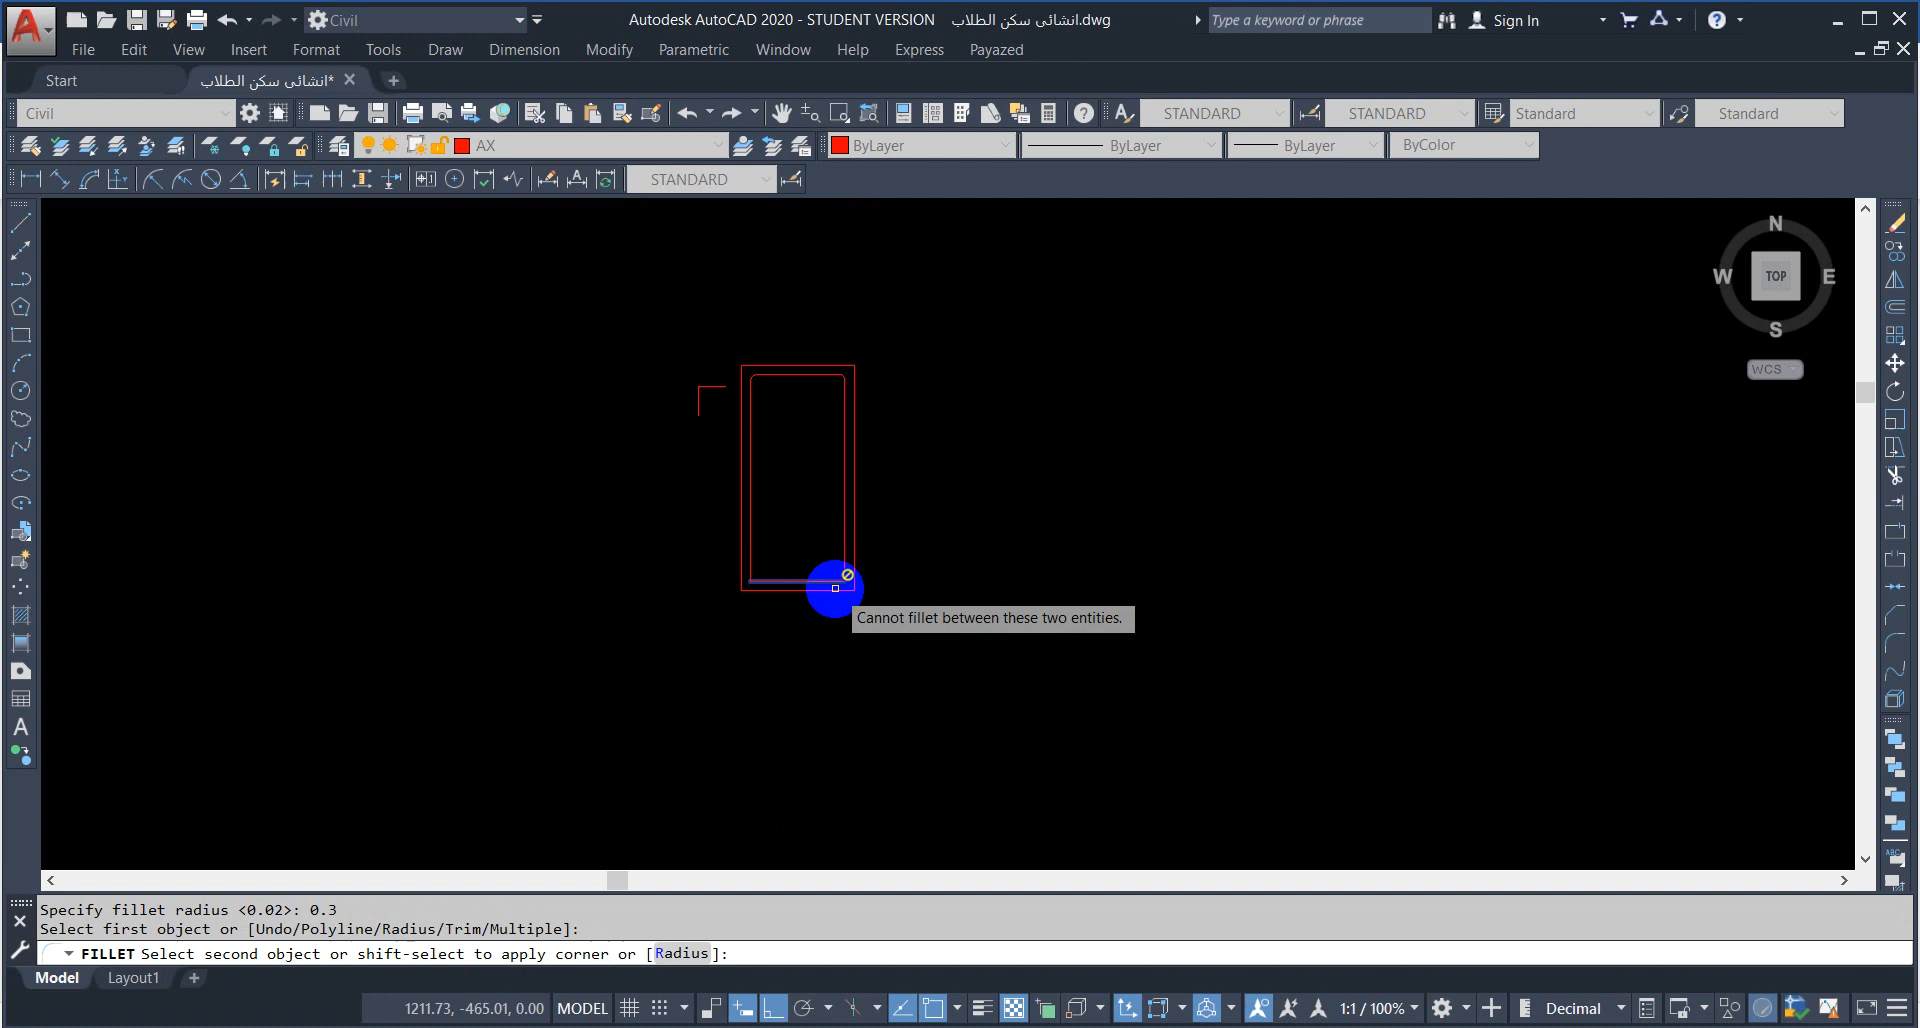 Civil
Autodesk AutoCAD 2020 - STUDENT VERSION انشائى سكن الطلاب.dwg
Type a keyword or phrase
Sign In
File Edit View Insert Format Tools Draw Dimension Modify Parametric Window Help Express Payazed
Start
انشائى سكن الطلاب*
Civil
STANDARD
STANDARD
Standard
Standard
AX
ByLayer
ByLayer
ByLayer
ByColor
STANDARD
N
W TOP E
S
WCS
Cannot fillet between these two entities.
Specify fillet radius <0.02>: 0.3
Select first object or [Undo/Polyline/Radius/Trim/Multiple]:
FILLET Select second object or shift-select to apply corner or [Radius]:
Model Layout1
1211.73, -465.01, 0.00 MODEL 1:1 / 100% Decimal